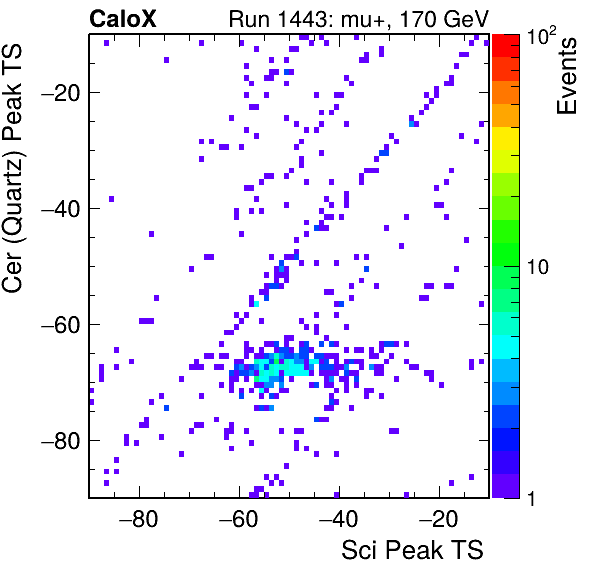 CaloX Run 1443: mu+, 170 GeV
Cer (Quartz) Peak TS
−20
−40
−60
−80
−80 −60 −40 −20
Sci Peak TS
10²
10
1
Events